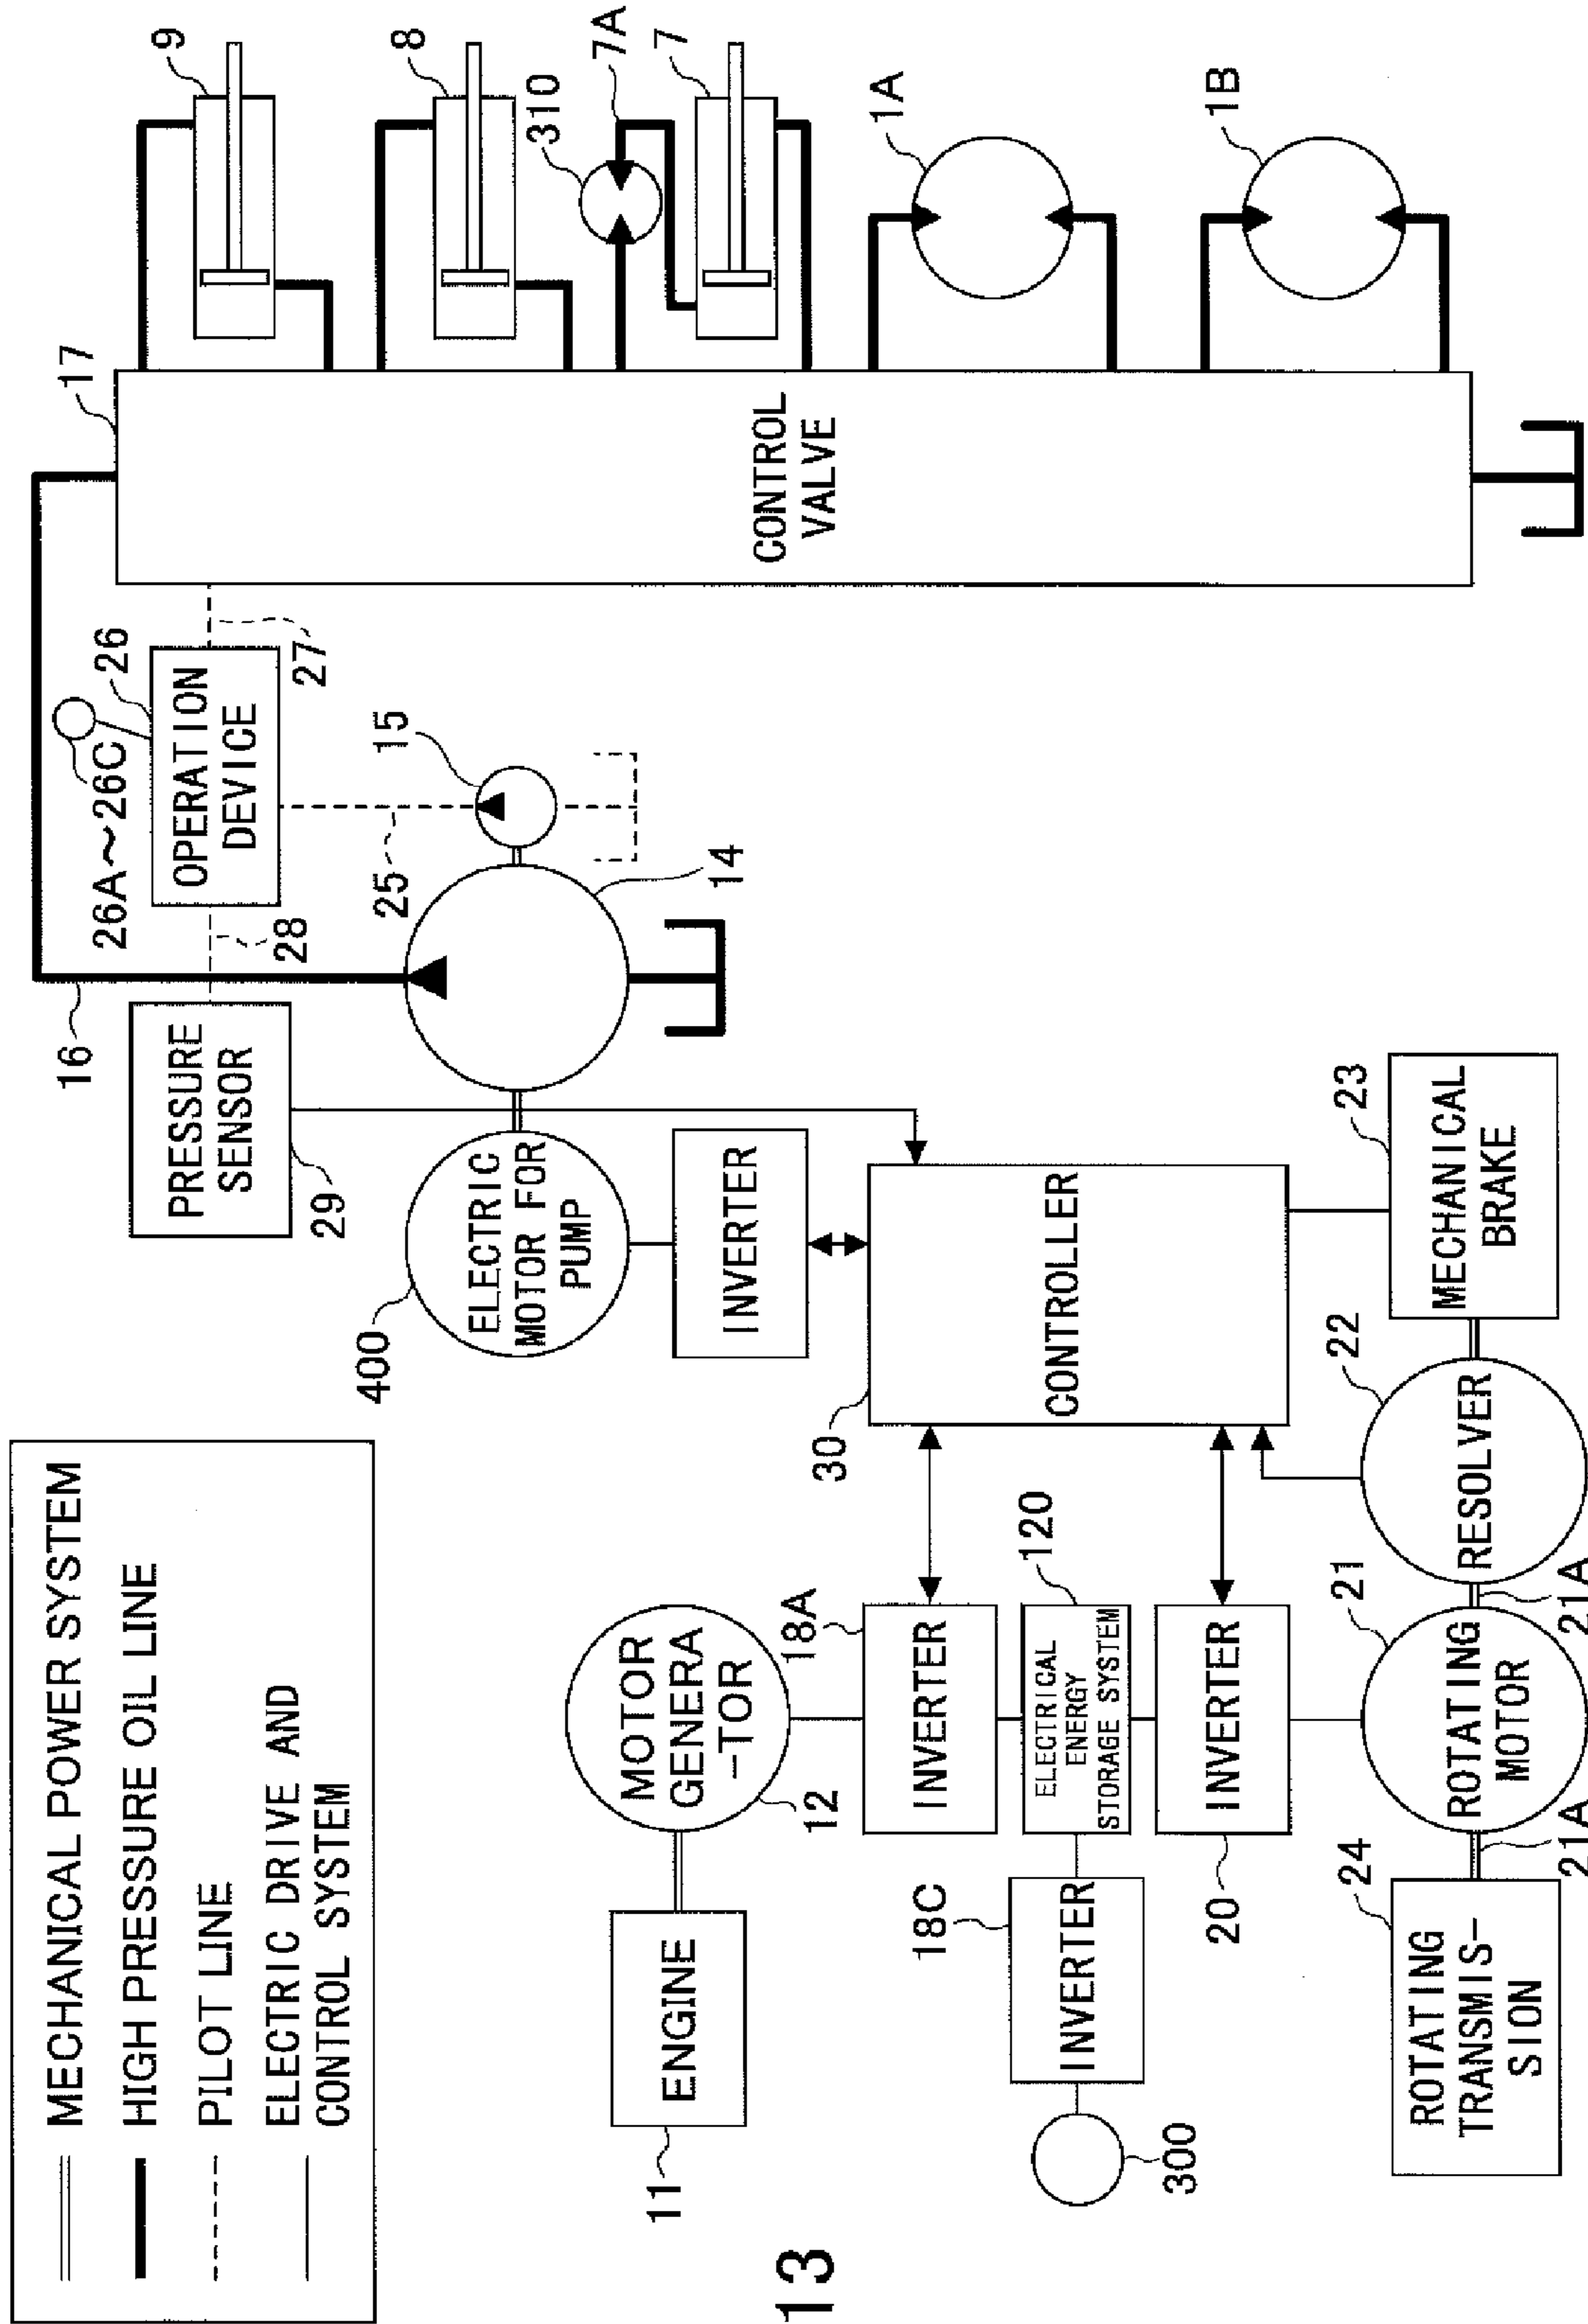 MECHANICAL POWER SYSTEM
HIGH PRESSURE OIL LINE
PILOT LINE
ELECTRIC DRIVE AND
CONTROL SYSTEM
13
11
ENGINE
MOTOR
GENERA
-TOR
12
18A
INVERTER
300
18C
INVERTER
120
ELECTRICAL
ENERGY
STORAGE SYSTEM
INVERTER
20
24
ROTATING
TRANSMIS-
SION
21A
21
ROTATING
MOTOR
21A
22
RESOLVER
23
MECHANICAL
BRAKE
30
CONTROLLER
INVERTER
400
ELECTRIC
MOTOR FOR
PUMP
PRESSURE
SENSOR
29
16
28
26A~26C
26
OPERATION
DEVICE
27
25
15
14
17
CONTROL
VALVE
9
8
310
7A
7
1A
1B